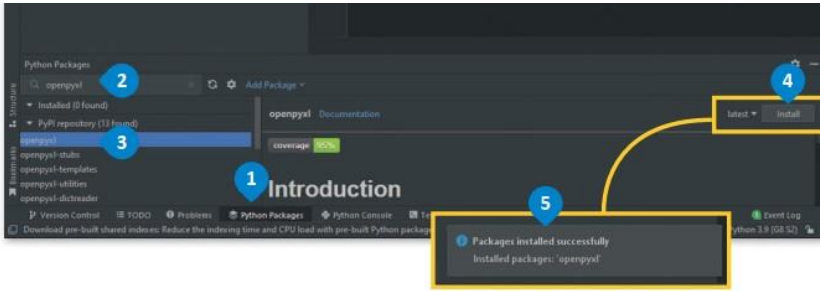 Python Packages
openpyxl
2
Add Package
4
Installed (0 found)
openpyxl Documentation
latest
Install
PyPI repository (13 found)
openpyxl
3
coverage 95%
openpyxl-stubs
openpyxl-templates
1
Introduction
openpyxl-utilities
openpyxl-dictreader
5
Structure
Bookmarks
Version Control
TODO
Problems
Python Packages
Python Console
Event Log
Download pre-built shared indexes: Reduce the indexing time and CPU load with pre-built Python package
Python 3.9 (G8 S2)
Packages installed successfully
Installed packages: 'openpyxl'